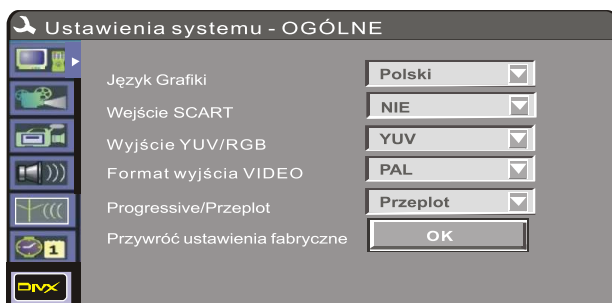 Ustawienia systemu - OGÓLNE
Język Grafiki Polski
Wejście SCART NIE
Wyjście YUV/RGB YUV
Format wyjścia VIDEO PAL
Progressive/Przeplot Przeplot
Przywróć ustawienia fabryczne OK
1
DIVX